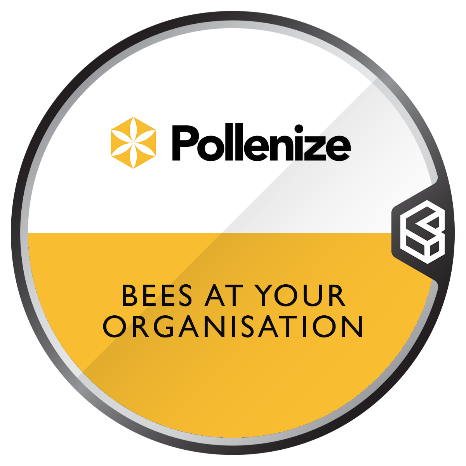 Pollenize
BEES AT YOUR
ORGANISATION